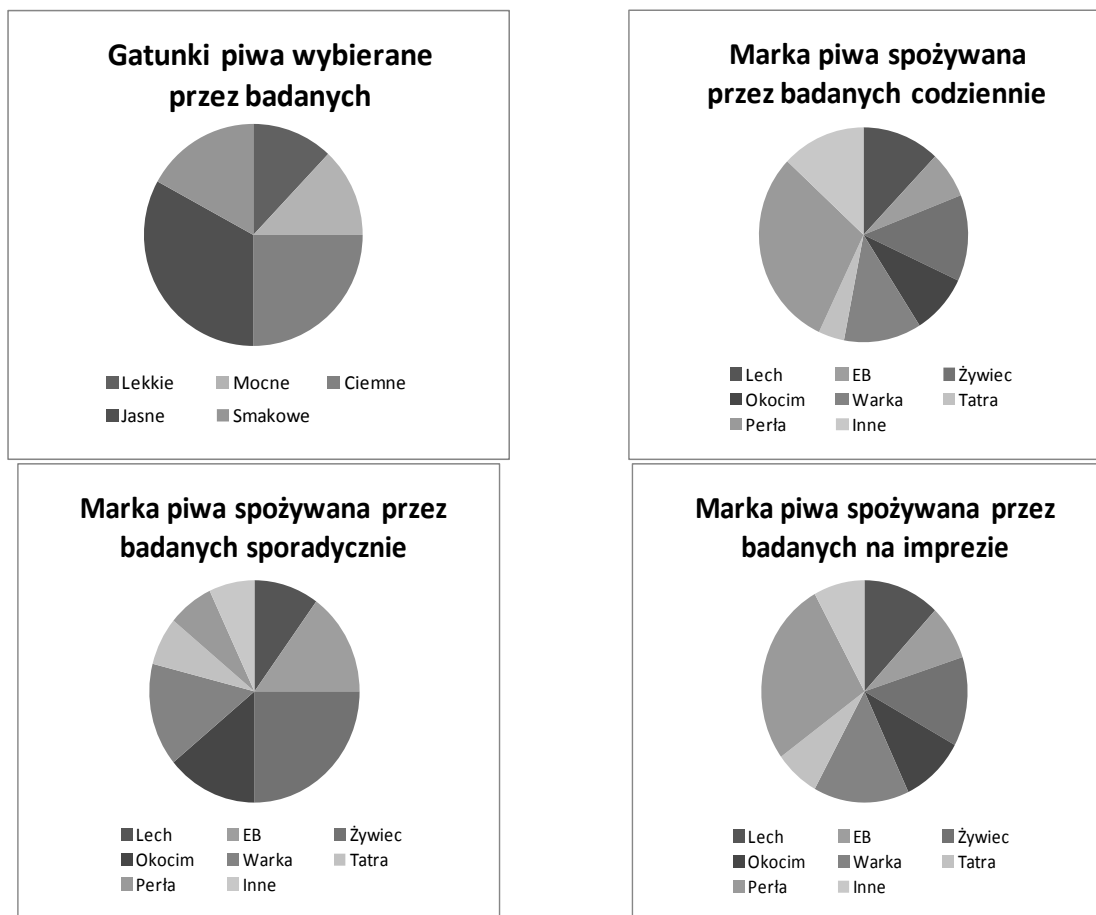 Gatunki piwa wybierane
przez badanych
Lekkie Mocne Ciemne
Jasne Smakowe
Marka piwa spożywana
przez badanych codziennie
Lech EB Żywiec
Okocim Warka Tatra
Perła Inne
Marka piwa spożywana przez
badanych sporadycznie
Lech EB Żywiec
Okocim Warka Tatra
Perła Inne
Marka piwa spożywana przez
badanych na imprezie
Lech EB Żywiec
Okocim Warka Tatra
Perła Inne